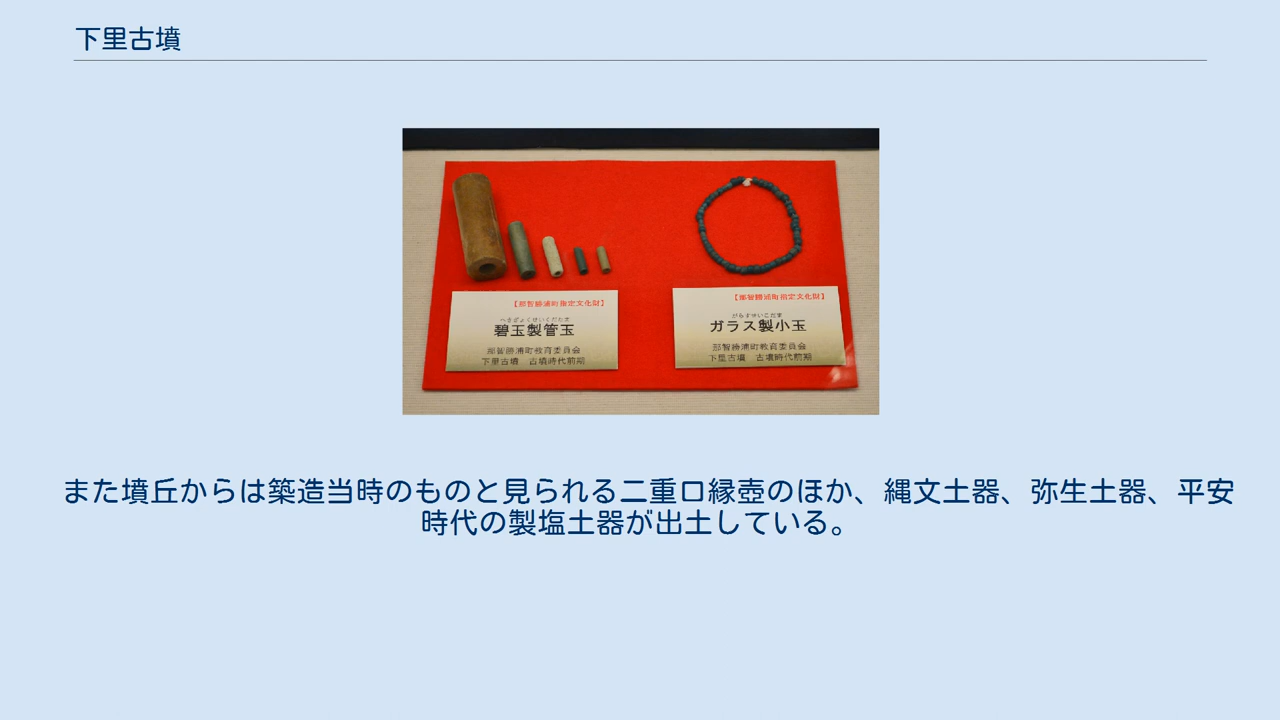 下里古墳
【那智勝浦町指定文化財】
へきぎょくせいくだたま
碧玉製管玉
那智勝浦町教育委員会
下里古墳　古墳時代前期
【那智勝浦町指定文化財】
がらすせいこだま
ガラス製小玉
那智勝浦町教育委員会
下里古墳　古墳時代前期
また墳丘からは築造当時のものと見られる二重口縁壺のほか、縄文土器、弥生土器、平安
時代の製塩土器が出土している。